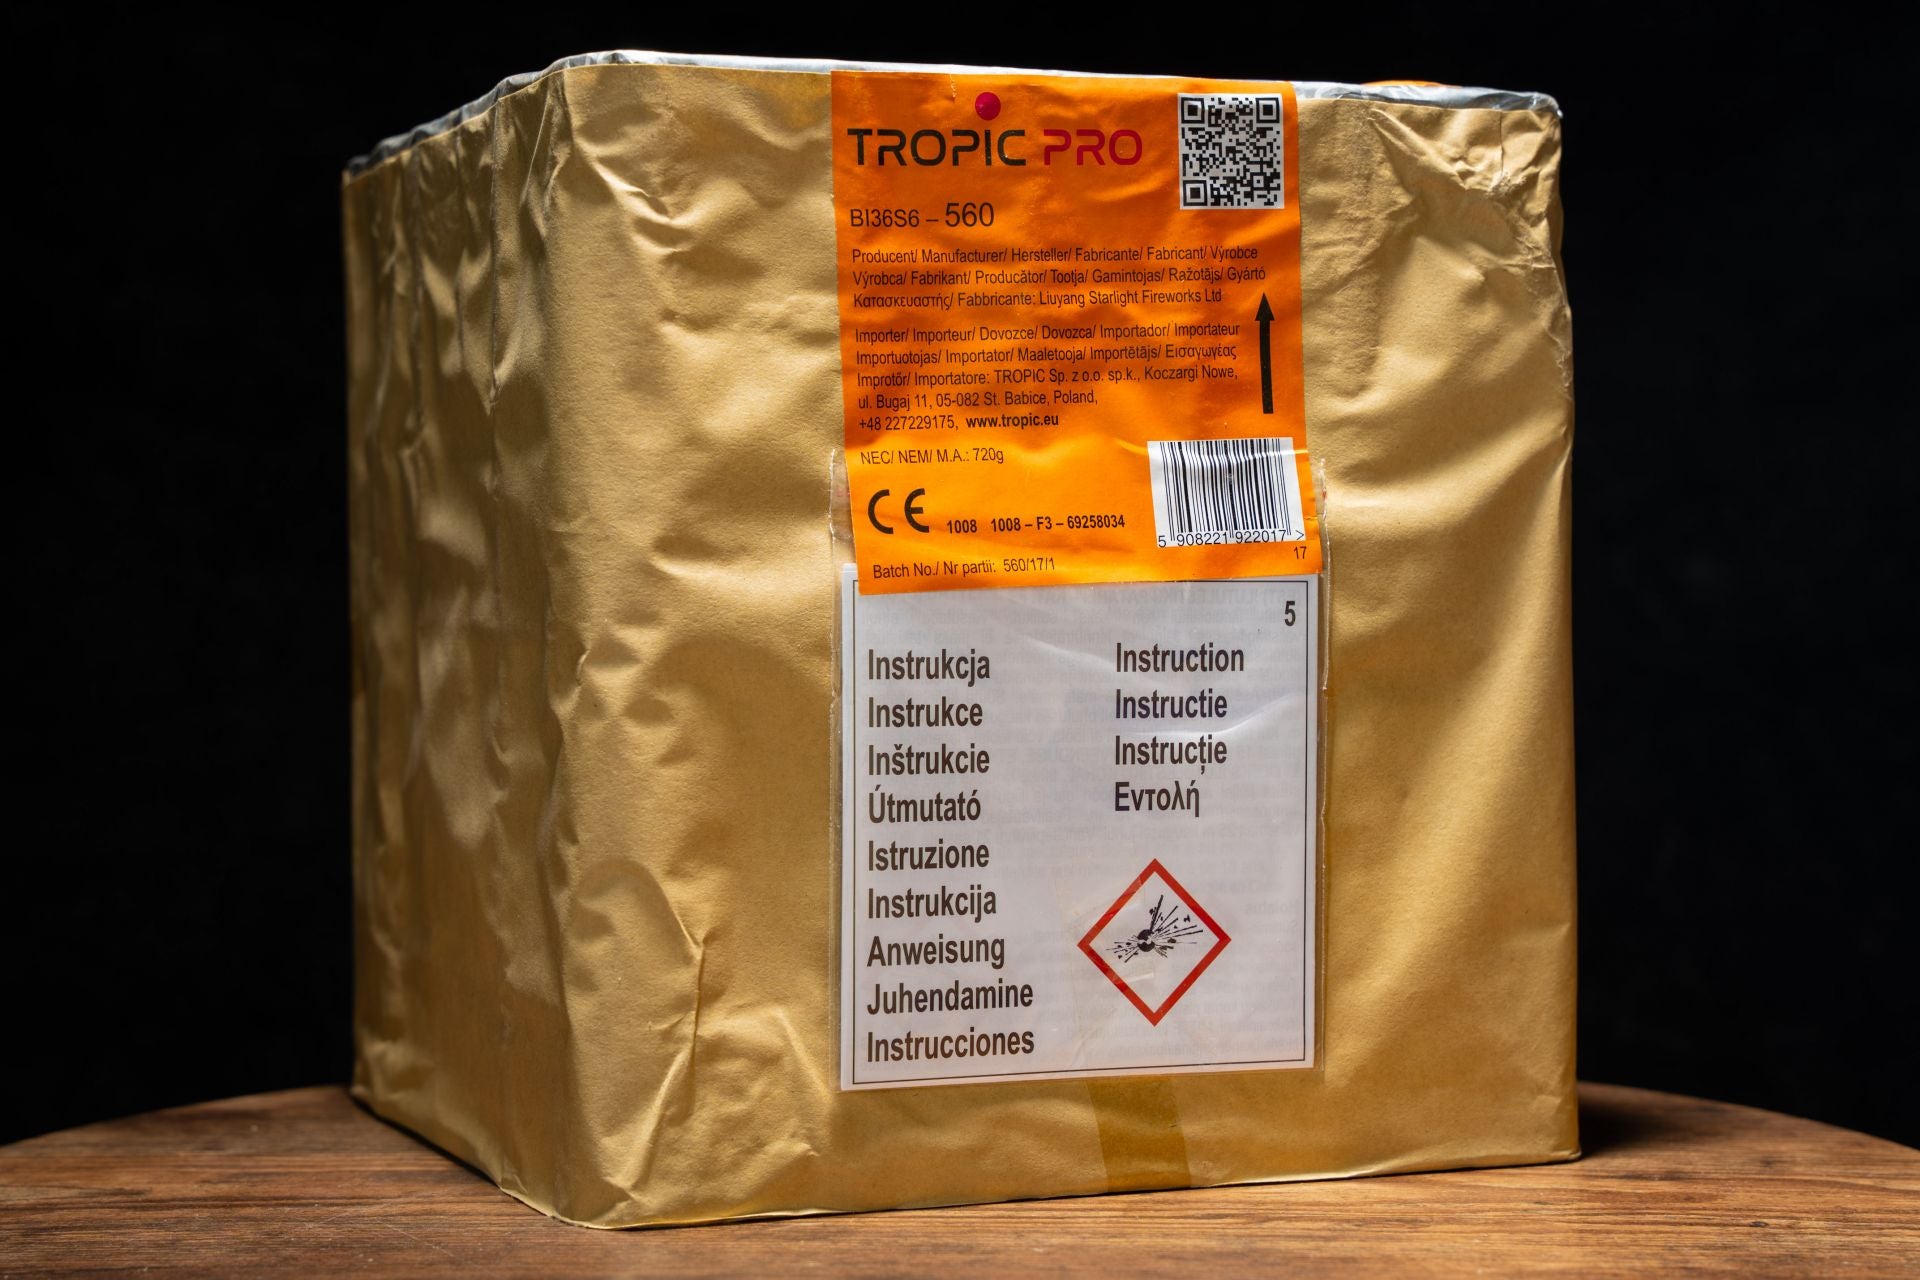 TROPIC PRO
BI36S6 – 560
Producent/ Manufacturer/ Hersteller/ Fabricante/ Fabricant/ Výrobce
Výrobca/ Fabrikant/ Producător/ Tootja/ Gamintojas/ Ražotājs/ Gyártó
Κατασκευαστής/ Fabbricante: Liuyang Starlight Fireworks Ltd
Importer/ Importeur/ Dovozce/ Dovozca/ Importador/ Importateur
Importuotojas/ Importator/ Maaletooja/ Importētājs/ Εισαγωγέας
Improtőr/ Importatore: TROPIC Sp. z o.o. sp.k., Koczargi Nowe,
ul. Bugaj 11, 05-082 St. Babice, Poland,
+48 227229175, www.tropic.eu
NEC/ NEM/ M.A.: 720g
CE 1008 1008 – F3 – 69258034
5 908221 922017 >
17
Batch No./ Nr partii: 560/17/1
5
Instrukcja
Instrukce
Inštrukcie
Útmutató
Istruzione
Instrukcija
Anweisung
Juhendamine
Instrucciones
Instruction
Instructie
Instrucţie
Εντολή